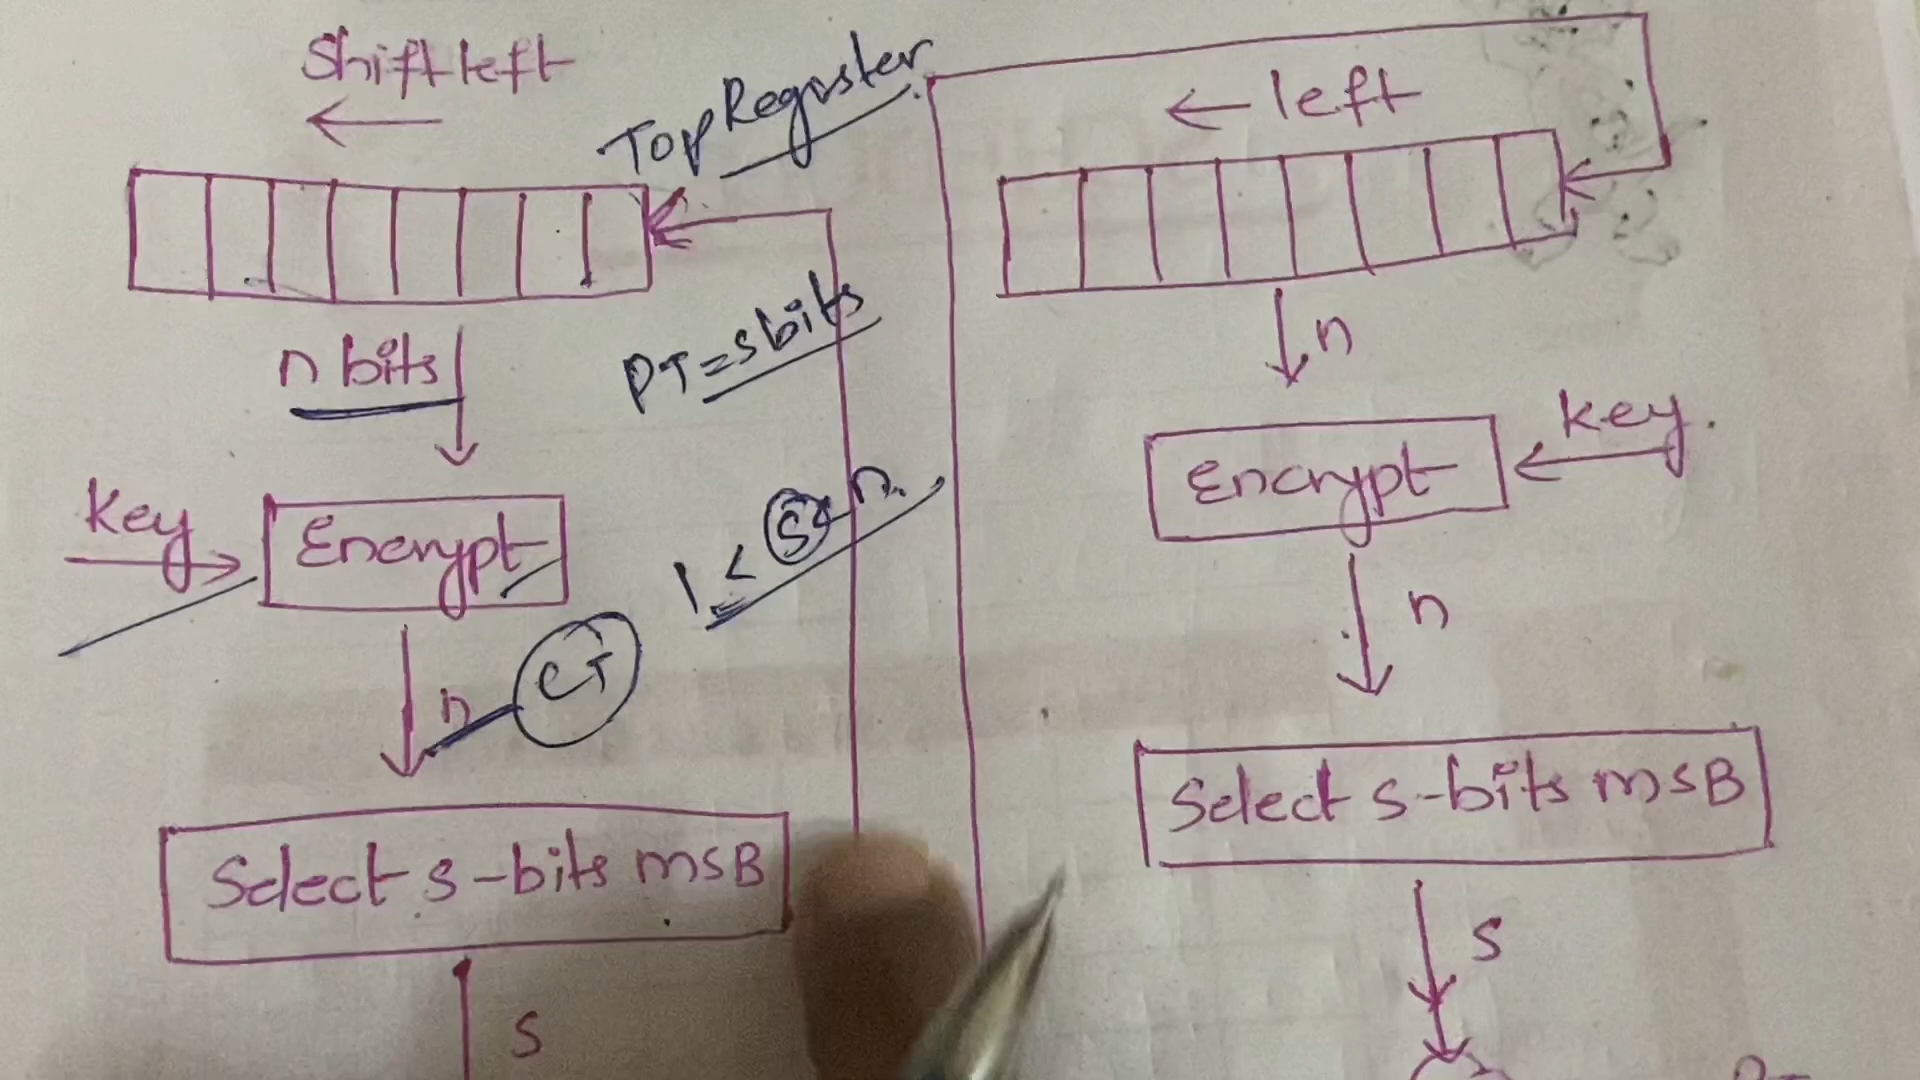 Shift left
Top Register
n bits
PT = s bits
Key
Encrypt
1 < s < n.
n
CT
Select s-bits MSB
s
← left
n
key.
Encrypt
n
Select s-bits MSB
s